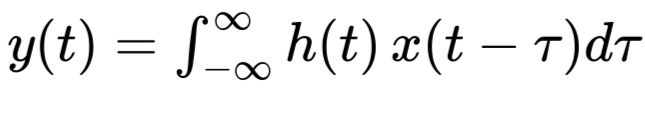 y(t) = ∫_{-∞}^{∞} h(t) x(t − τ)dτ